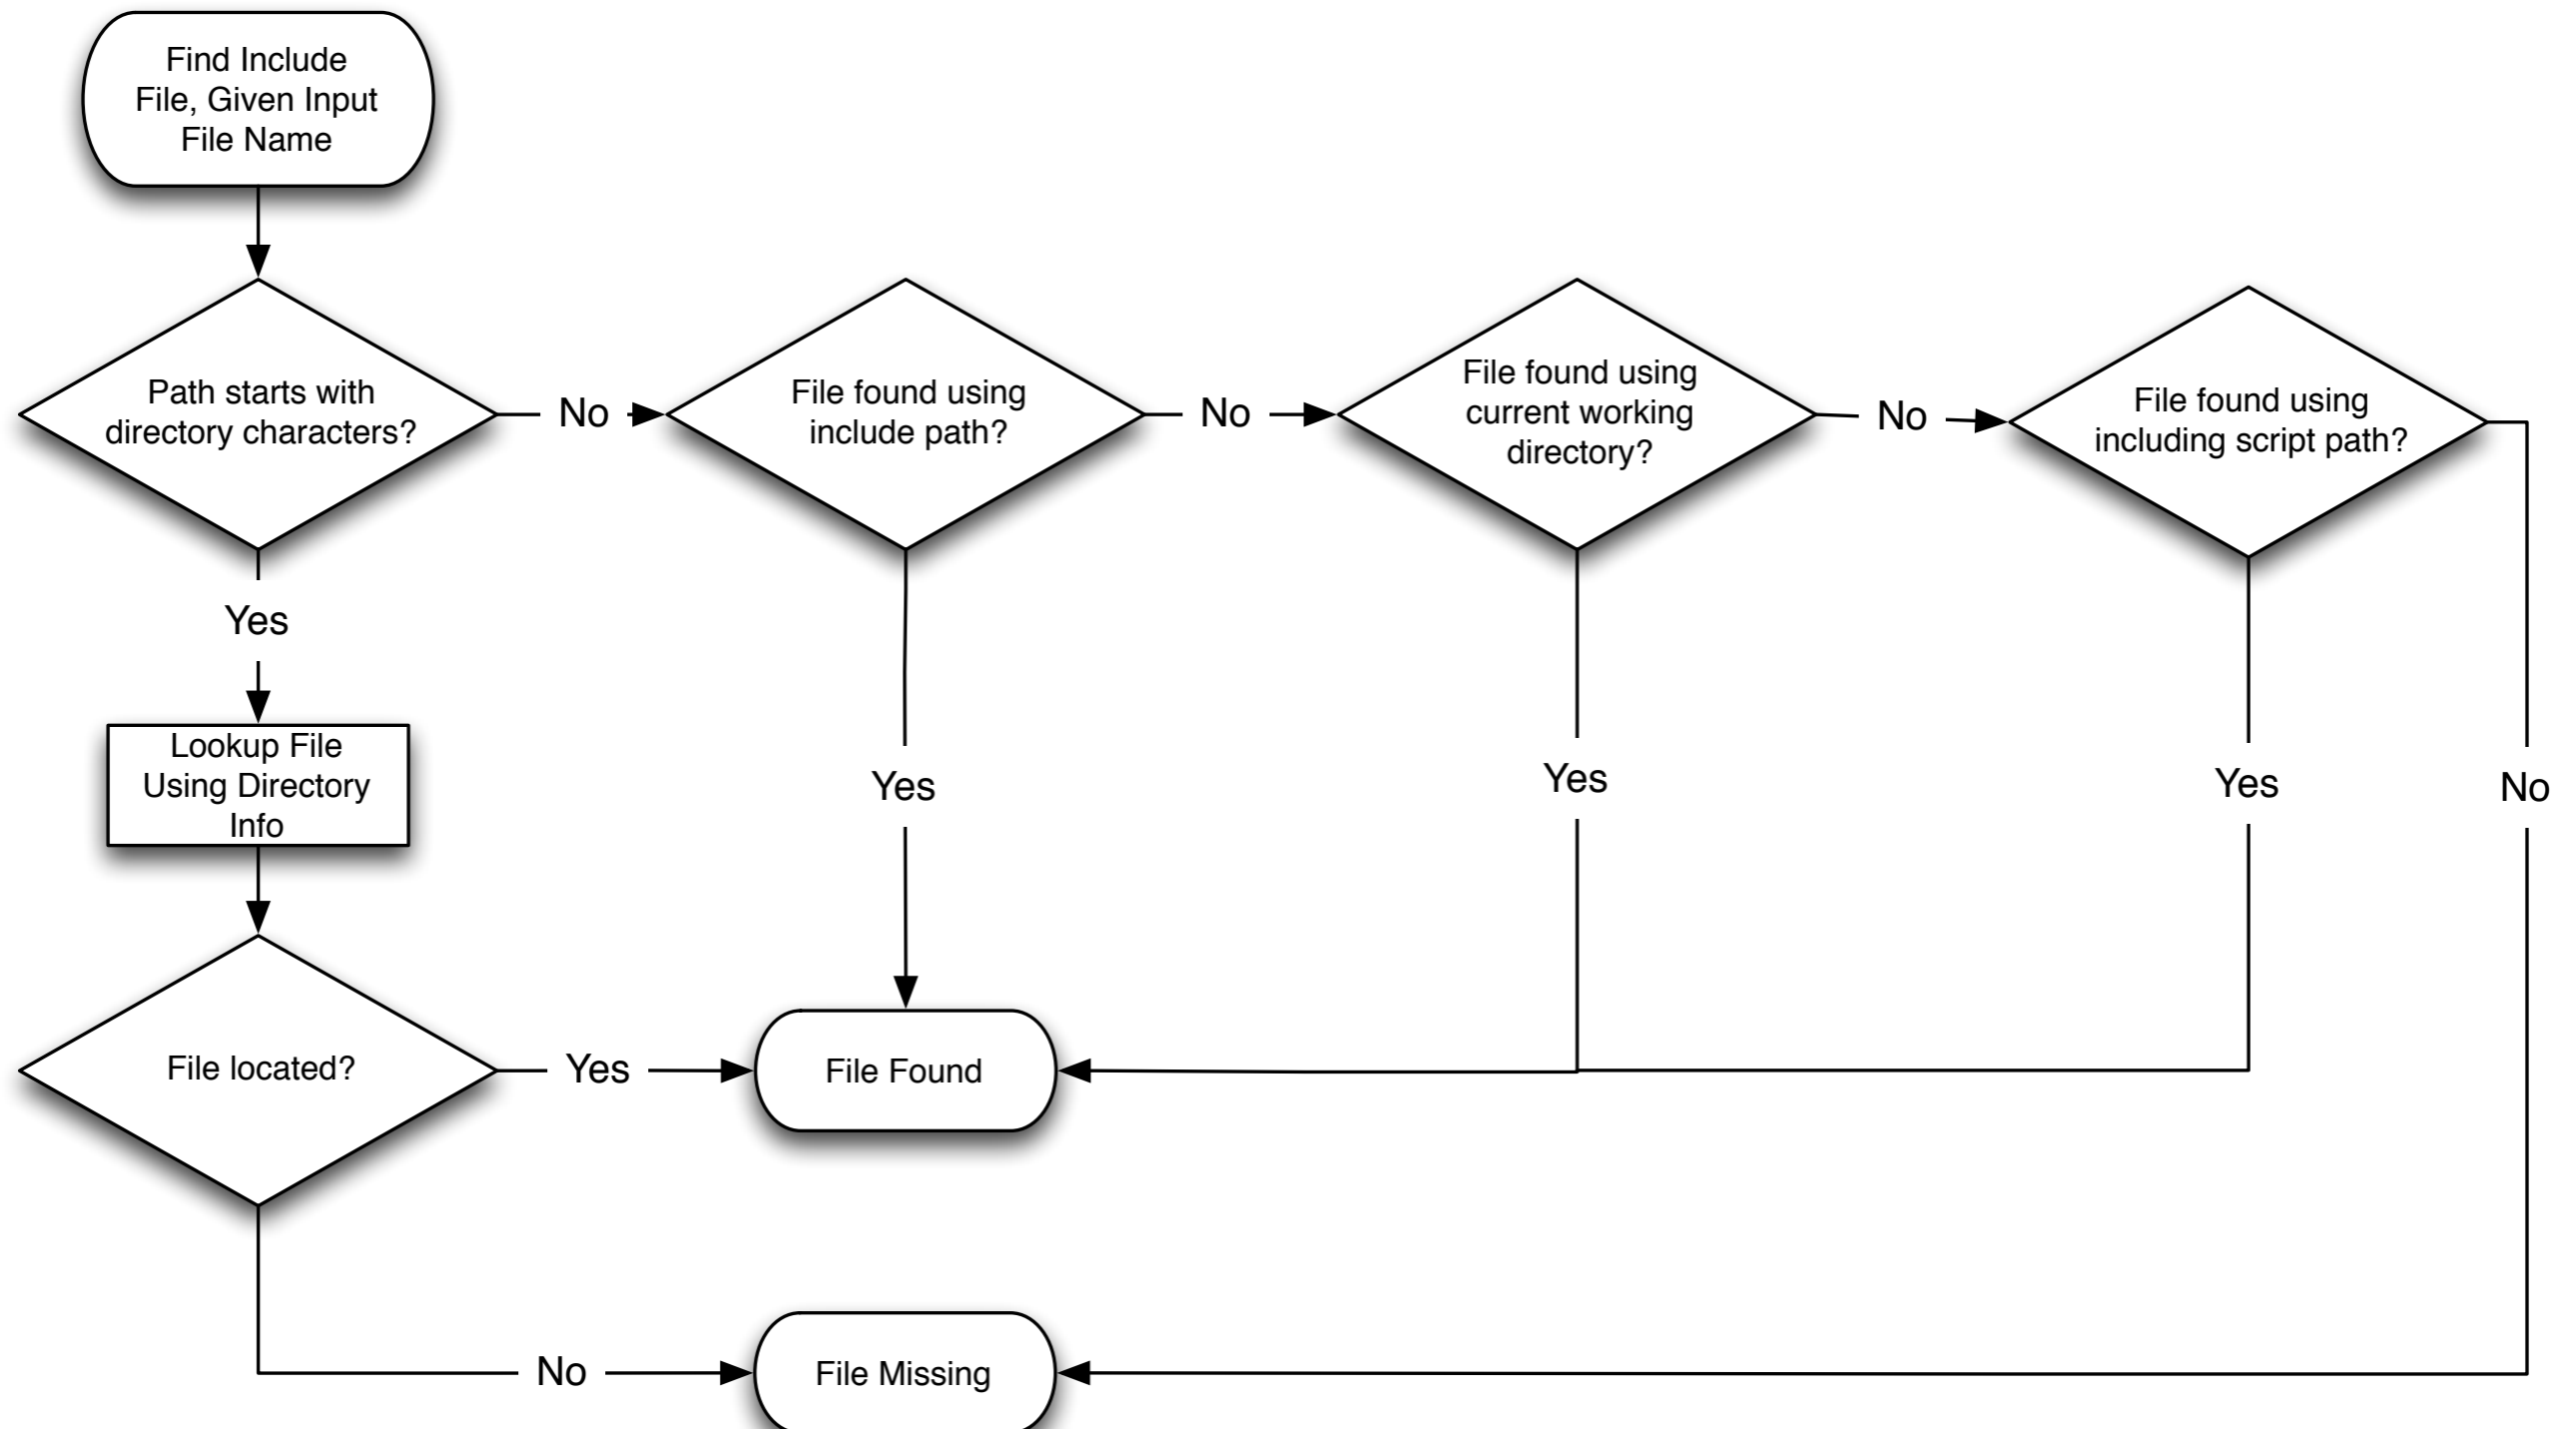 Find Include
File, Given Input
File Name
Path starts with
directory characters?
No
File found using
include path?
No
File found using
current working
directory?
No
File found using
including script path?
Yes
Lookup File
Using Directory
Info
Yes
Yes
Yes
No
File located?
Yes
File Found
No
File Missing